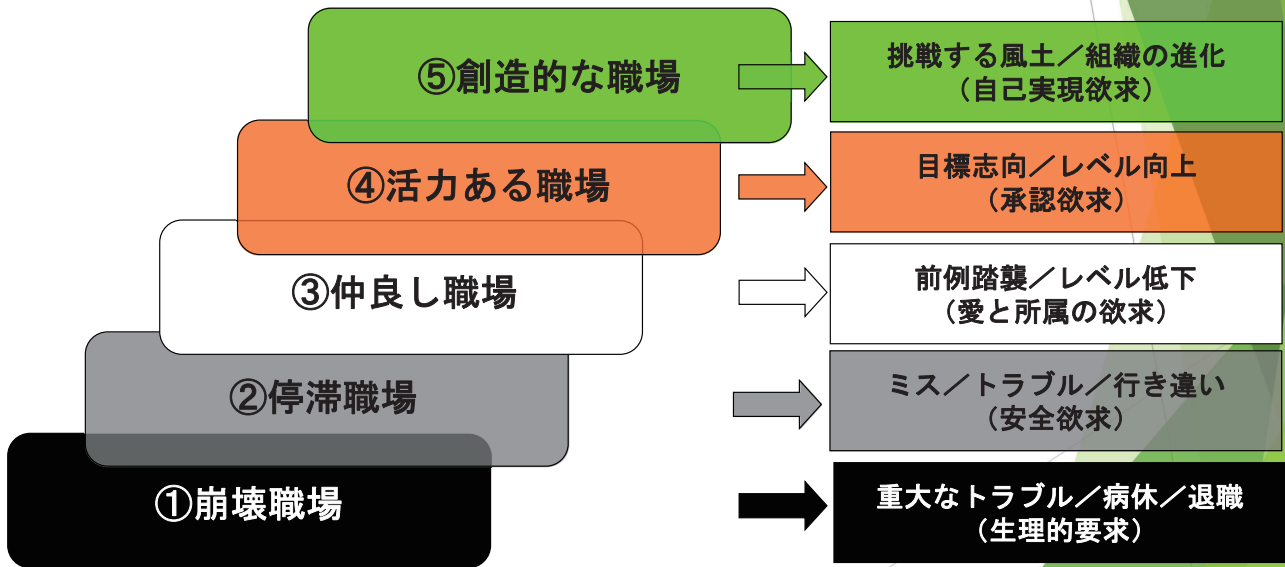 ⑤創造的な職場
挑戦する風土／組織の進化
（自己実現欲求）
④活力ある職場
目標志向／レベル向上
（承認欲求）
③仲良し職場
前例踏襲／レベル低下
（愛と所属の欲求）
②停滞職場
ミス／トラブル／行き違い
（安全欲求）
①崩壊職場
重大なトラブル／病休／退職
（生理的要求）